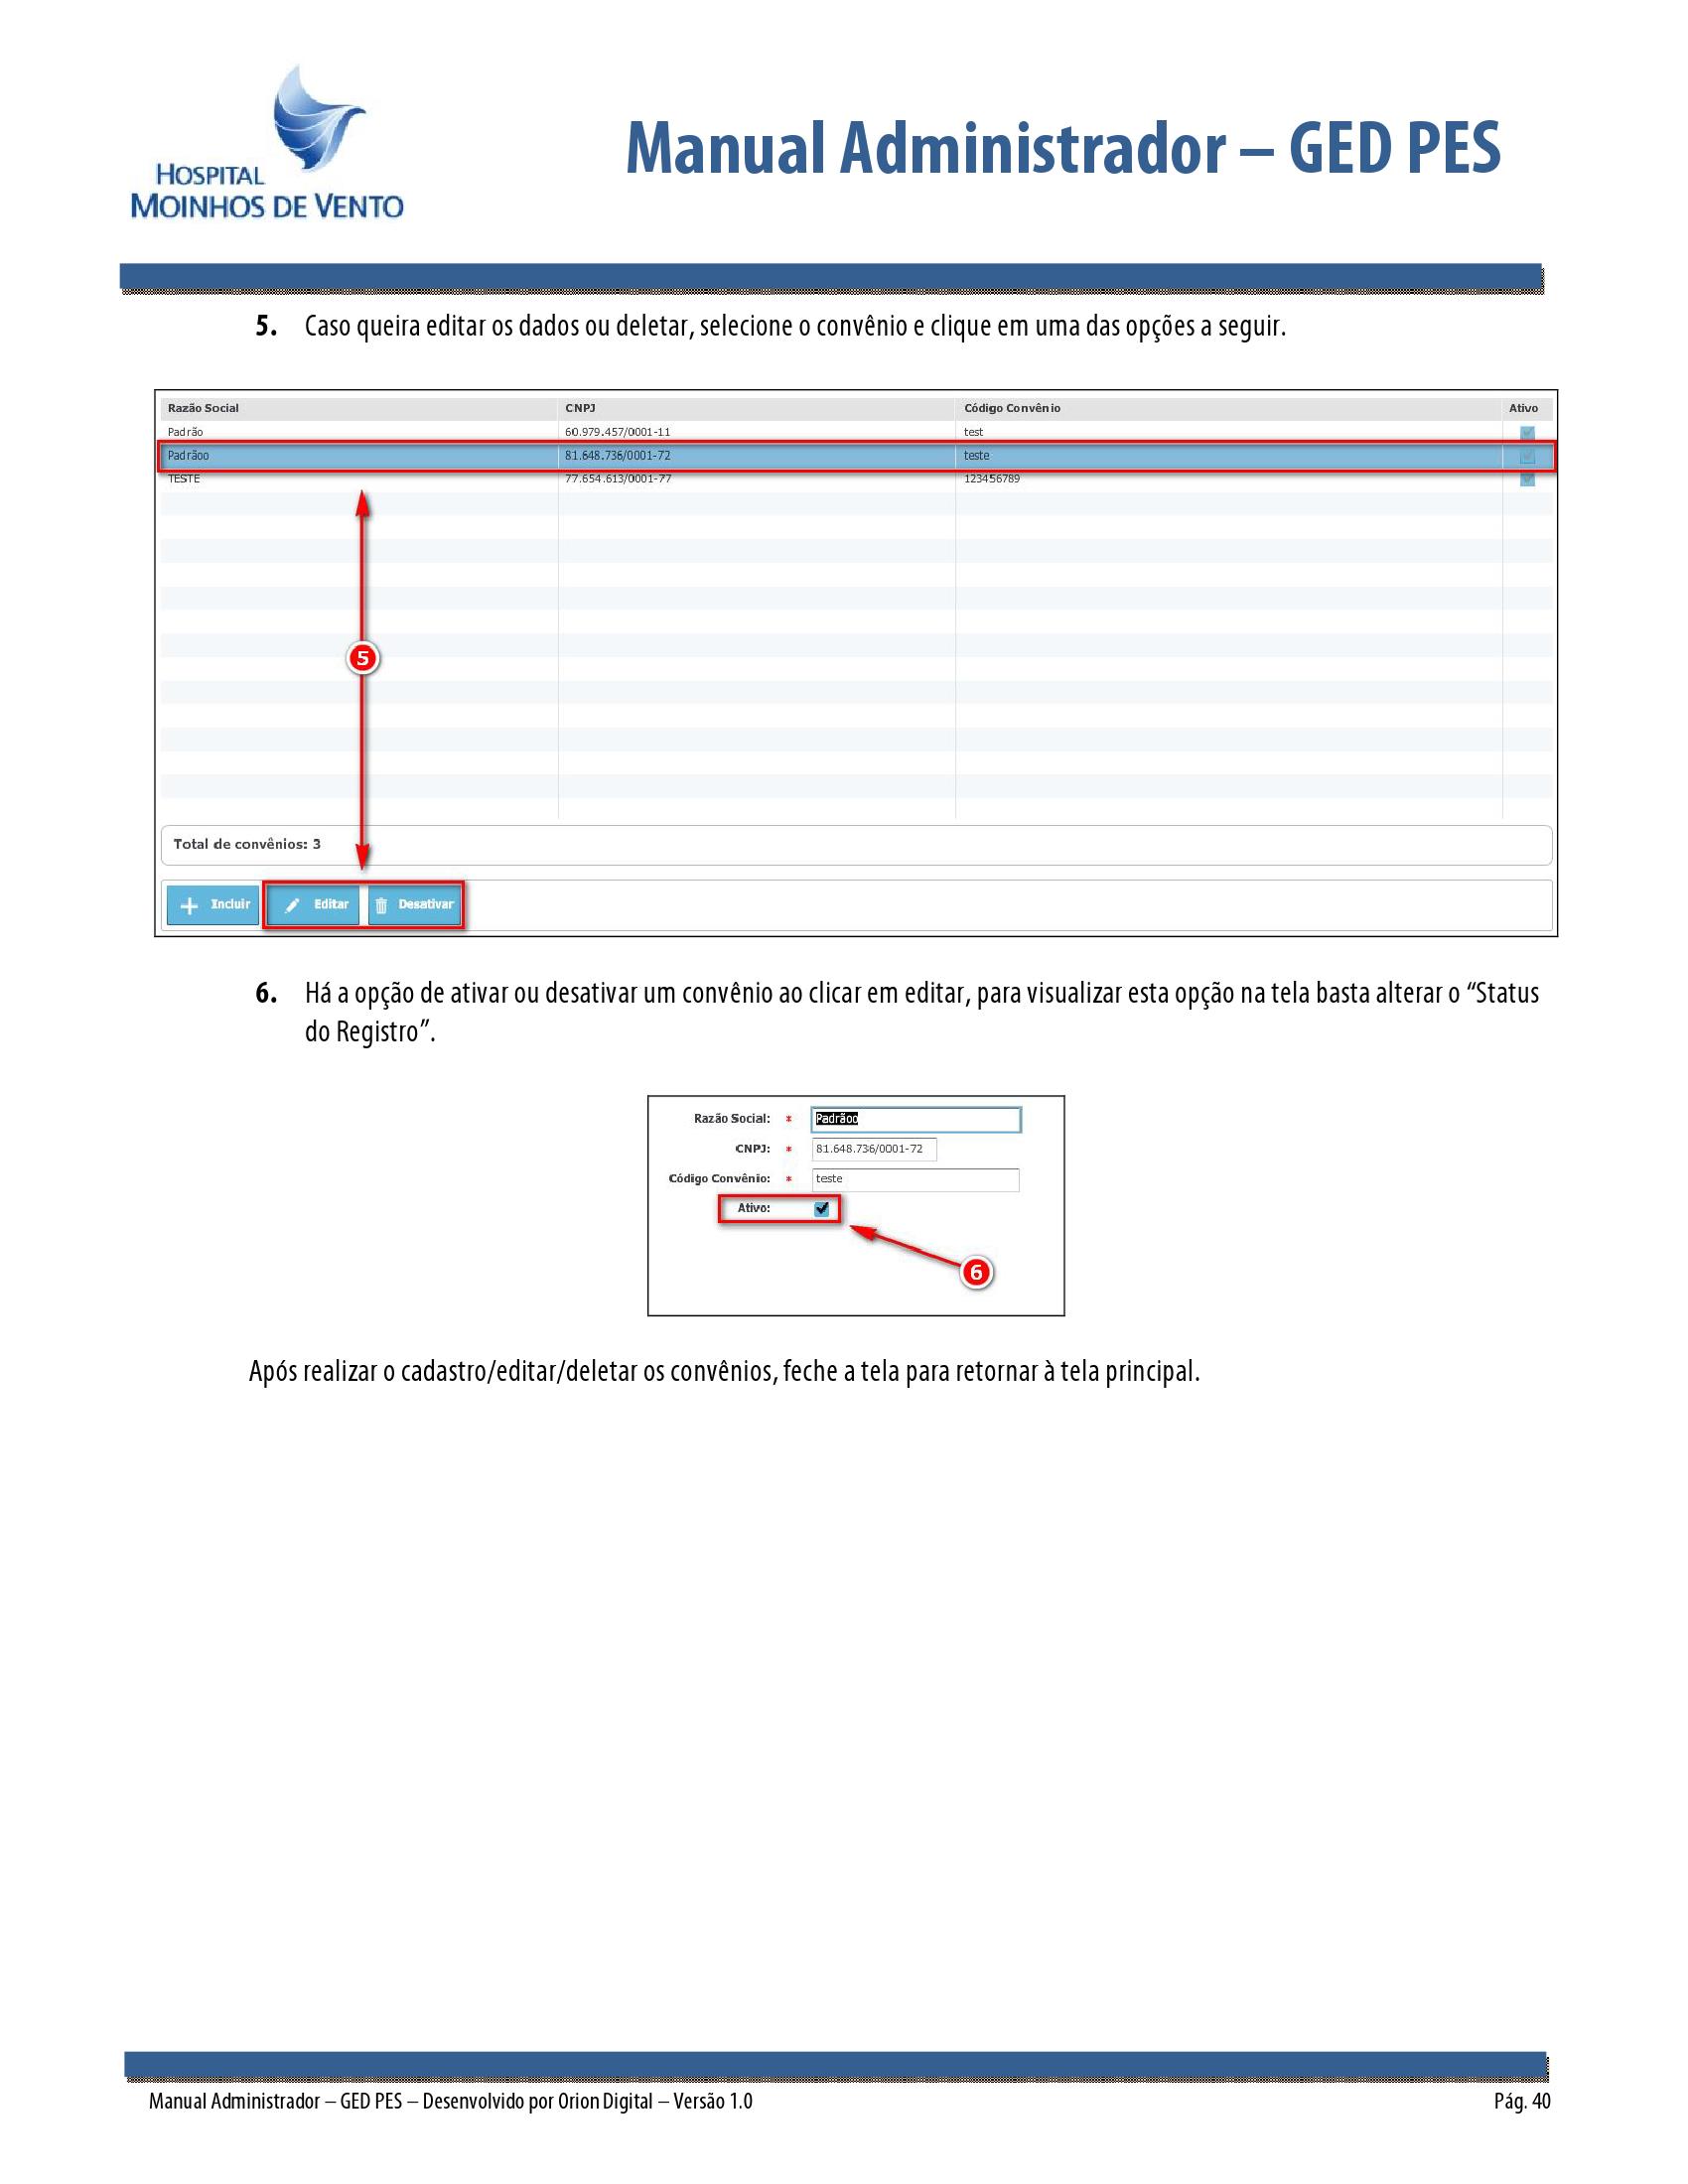 HOSPITAL
MOINHOS DE VENTO
Manual Administrador – GED PES
5. Caso queira editar os dados ou deletar, selecione o convênio e clique em uma das opções a seguir.
Razão Social CNPJ Código Convênio Ativo
Padrão 60.979.457/0001-11 test
Padrãoo 81.648.736/0001-72 teste
TESTE 77.654.613/0001-77 123456789
5
Total de convênios: 3
Incluir Editar Desativar
6. Há a opção de ativar ou desativar um convênio ao clicar em editar, para visualizar esta opção na tela basta alterar o “Status
do Registro”.
Razão Social: * Padrãoo
CNPJ: * 81.648.736/0001-72
Código Convênio: * teste
Ativo:
6
Após realizar o cadastro/editar/deletar os convênios, feche a tela para retornar à tela principal.
Manual Administrador – GED PES – Desenvolvido por Orion Digital – Versão 1.0 Pág. 40